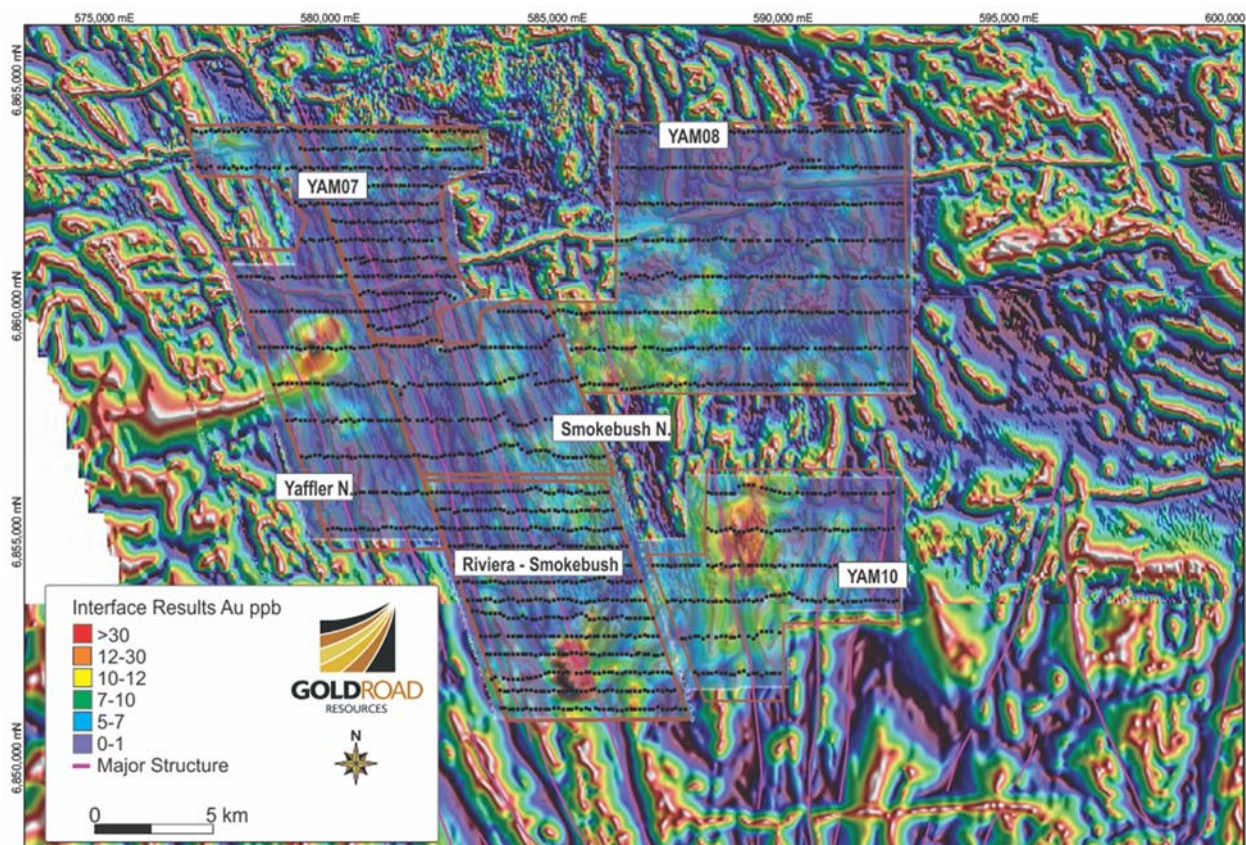 575,000 mE
580,000 mE
585,000 mE
590,000 mE
595,000 mE
600,000
6,865,000 mN
6,860,000 mN
6,855,000 mN
6,850,000 mN
YAM08
YAM07
Smokebush N.
Yaffler N.
Riviera - Smokebush
YAM10
Interface Results Au ppb
>30
12-30
10-12
7-10
5-7
0-1
Major Structure
0 5 km
GOLDROAD
RESOURCES
N